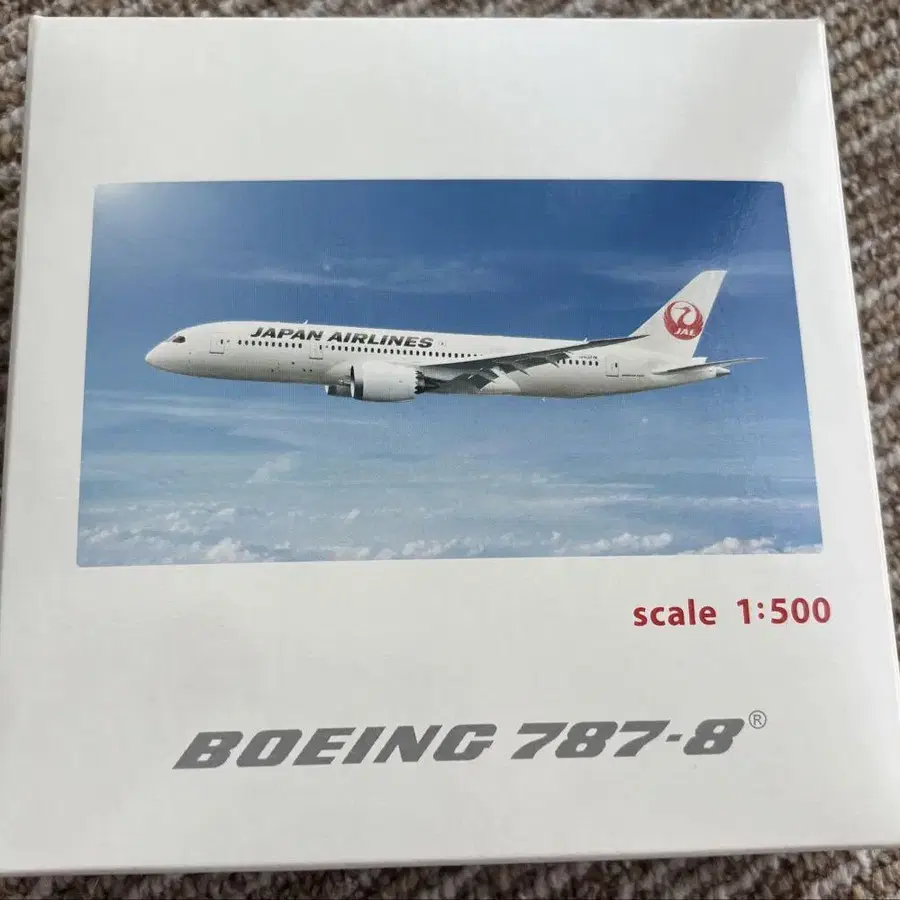 JAPAN AIRLINES
JAL
scale 1:500
BOEING 787-8®